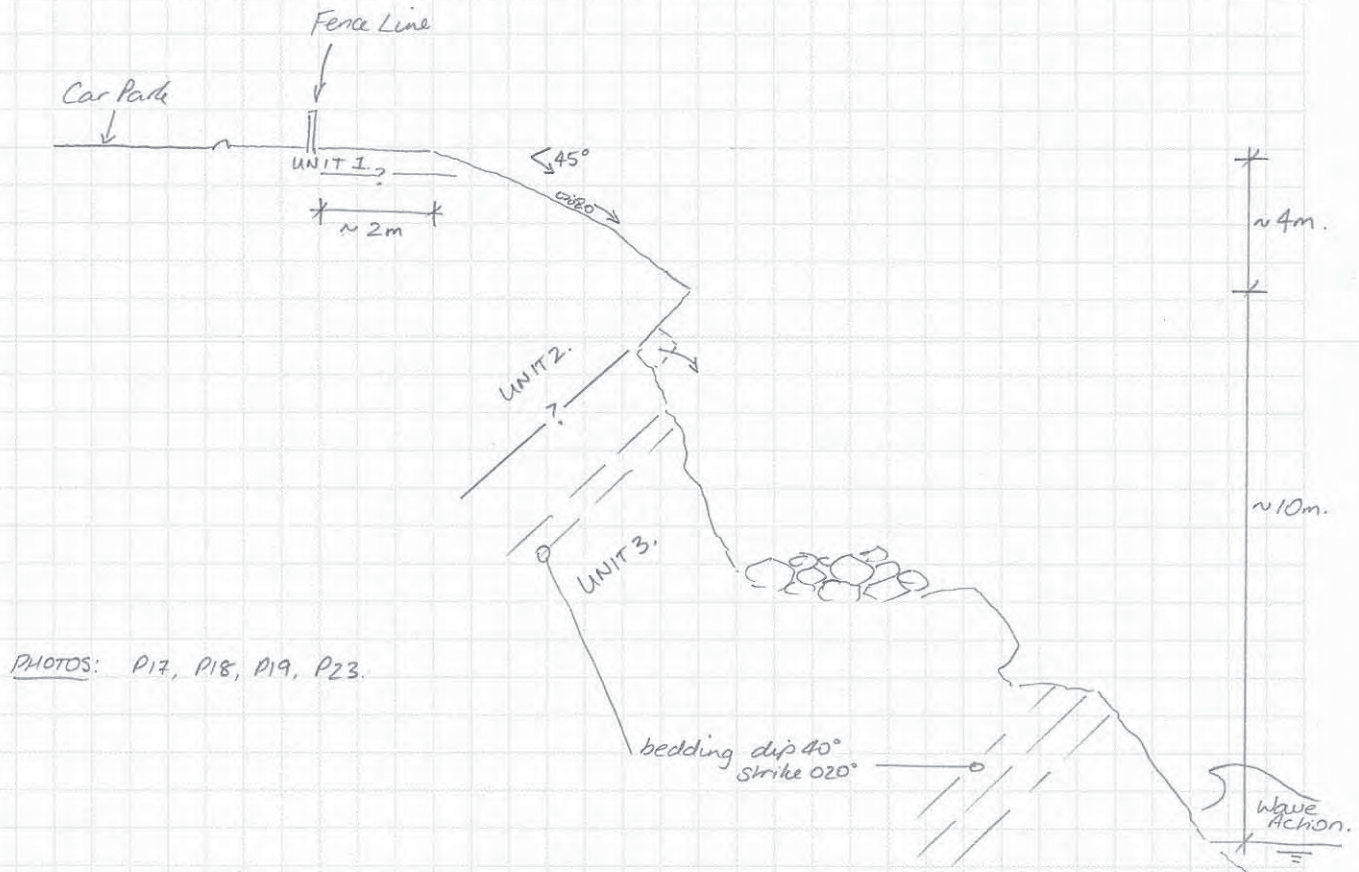 Fence Line
Car Park
UNIT 1.
?
~ 2m
45°
~ 4m.
UNIT 2.
?
~ 10m.
UNIT 3.
PHOTOS: P17, P18, P19, P23.
bedding dip 40°
strike 020°
Wave
Action.